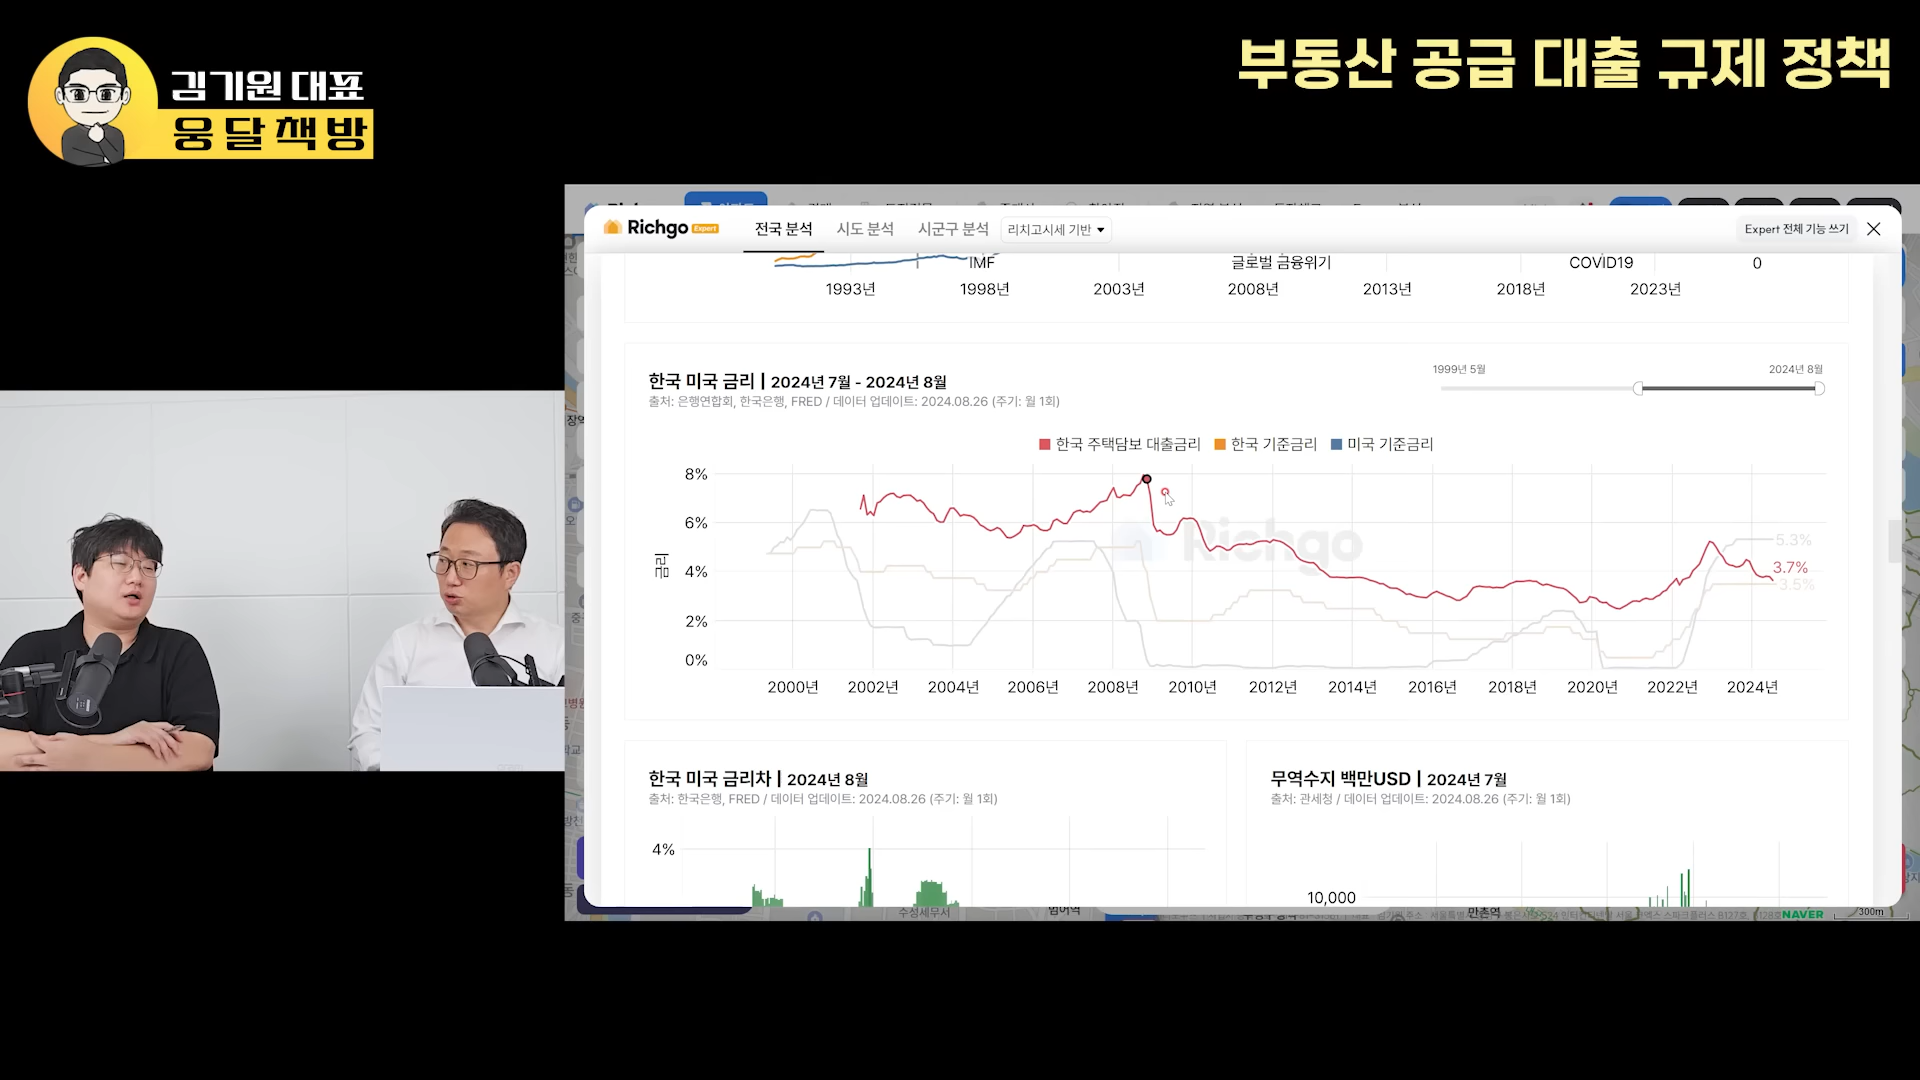 김기원 대표
웅달책방
부동산 공급 대출 규제 정책
Richgo Expert
전국 분석
시도 분석
시군구 분석
리치고시세 기반
Expert 전체 기능 쓰기
IMF
글로벌 금융위기
COVID19
0
1993년
1998년
2003년
2008년
2013년
2018년
2023년
한국 미국 금리 | 2024년 7월 - 2024년 8월
출처: 은행연합회, 한국은행, FRED / 데이터 업데이트: 2024.08.26 (주기: 월 1회)
1999년 5월
2024년 8월
한국 주택담보 대출금리
한국 기준금리
미국 기준금리
8%
6%
4%
2%
0%
금리
Richgo
5.3%
3.7%
3.5%
2000년
2002년
2004년
2006년
2008년
2010년
2012년
2014년
2016년
2018년
2020년
2022년
2024년
한국 미국 금리차 | 2024년 8월
출처: 한국은행, FRED / 데이터 업데이트: 2024.08.26 (주기: 월 1회)
4%
무역수지 백만USD | 2024년 7월
출처: 관세청 / 데이터 업데이트: 2024.08.26 (주기: 월 1회)
10,000
수성세무서
범어역
만촌역
NAVER
300m